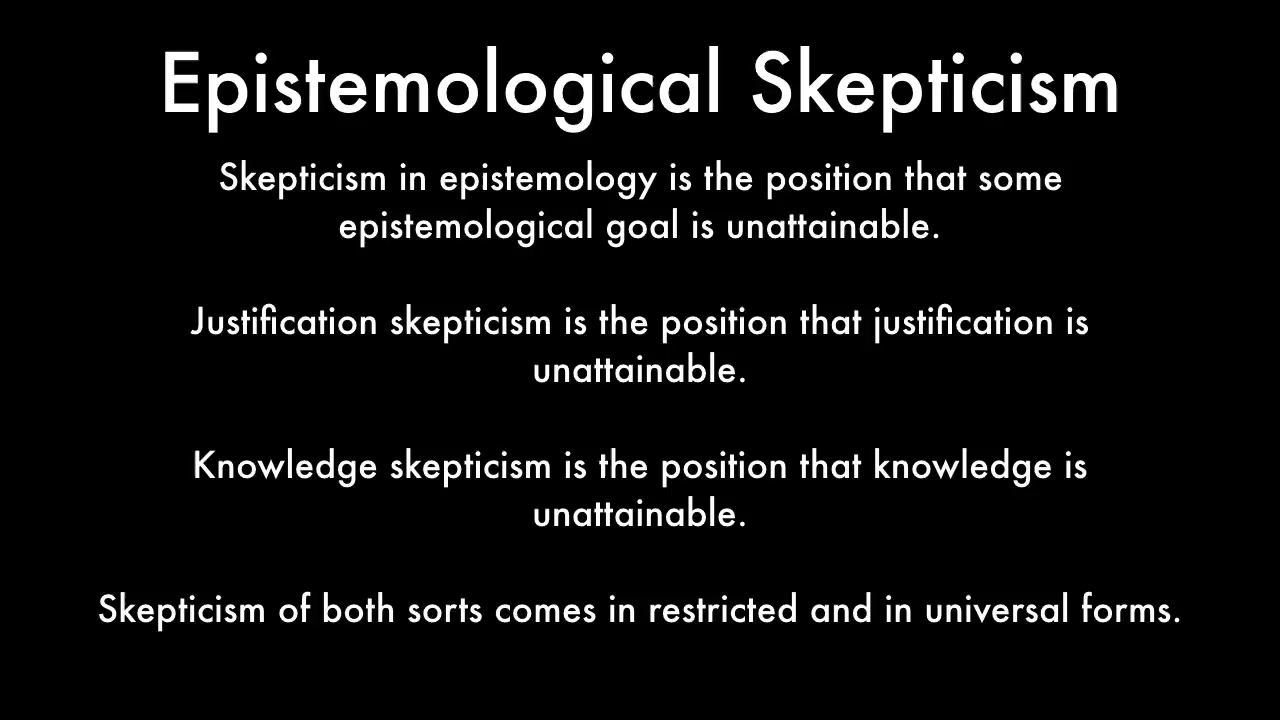 Epistemological Skepticism
Skepticism in epistemology is the position that some
epistemological goal is unattainable.
Justification skepticism is the position that justification is
unattainable.
Knowledge skepticism is the position that knowledge is
unattainable.
Skepticism of both sorts comes in restricted and in universal forms.